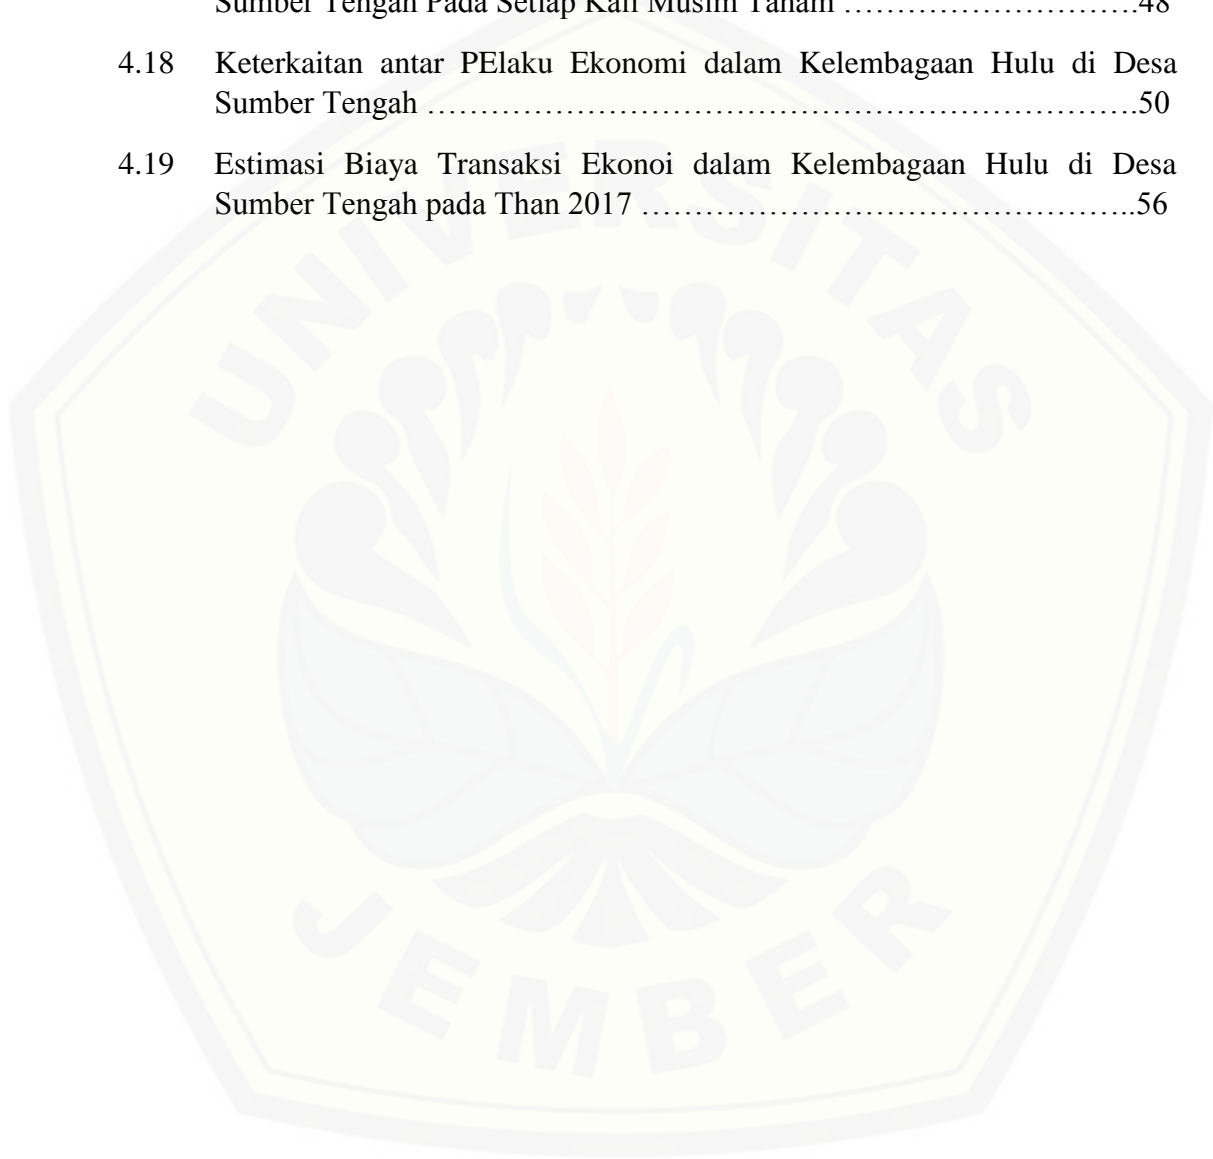 Sumber Tengah Pada Setiap Kali Musim Tanam ……………………….48
4.18 Keterkaitan antar PElaku Ekonomi dalam Kelembagaan Hulu di Desa
Sumber Tengah ………………………………………………………….50
4.19 Estimasi Biaya Transaksi Ekonoi dalam Kelembagaan Hulu di Desa
Sumber Tengah pada Than 2017 ………………………………………..56
UNIVERSITAS
JEMBER